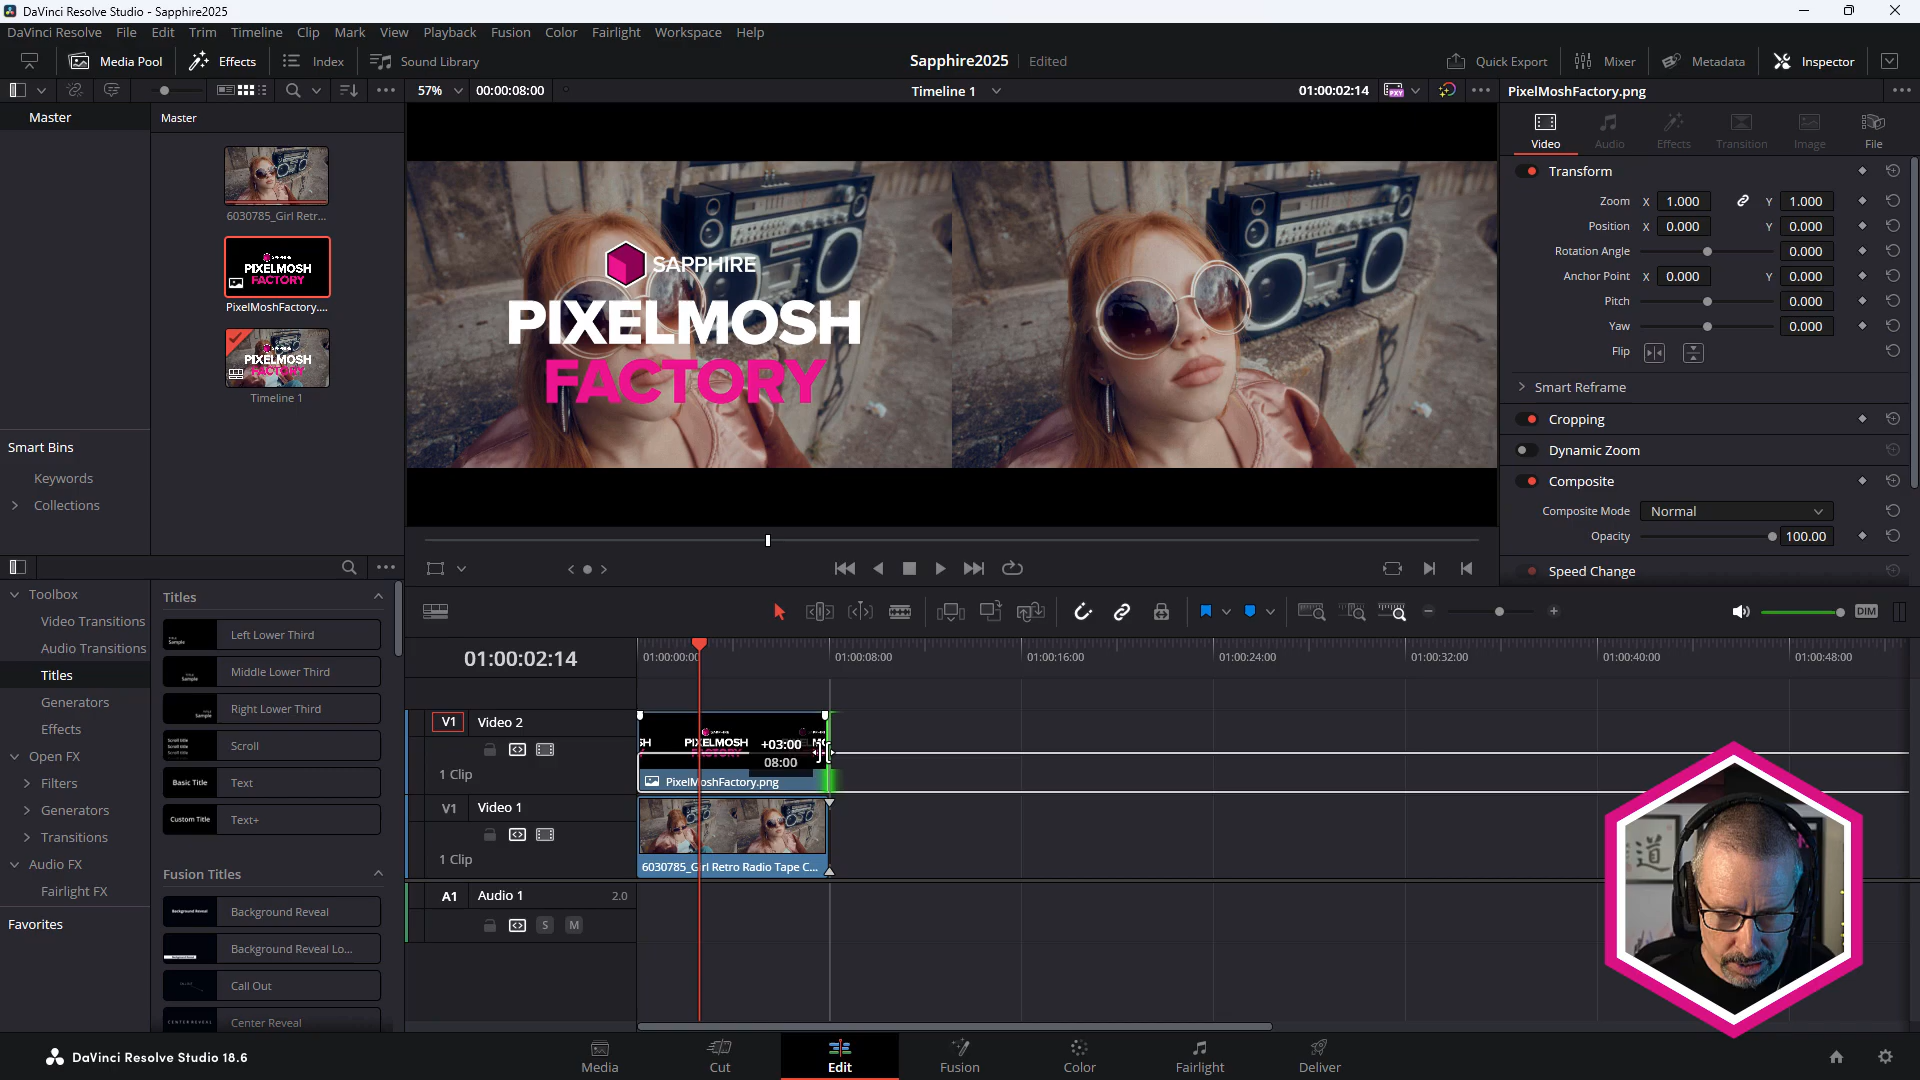 DaVinci Resolve Studio - Sapphire2025
DaVinci Resolve File Edit Trim Timeline Clip Mark View Playback Fusion Color Fairlight Workspace Help
Media Pool Effects Index Sound Library Sapphire2025 Edited Quick Export Mixer Metadata Inspector
57% 00:00:08:00 Timeline 1 01:00:02:14 PXY PixelMoshFactory.png
Master
Master
6030785_Girl Retr...
PIXELMOSH
FACTORY
PixelMoshFactory....
PIXELMOSH
FACTORY
Timeline 1
Smart Bins
Keywords
Collections
SAPPHIRE
PIXELMOSH
FACTORY
Video Audio Effects Transition Image File
Transform
Zoom X 1.000 Y 1.000
Position X 0.000 Y 0.000
Rotation Angle 0.000
Anchor Point X 0.000 Y 0.000
Pitch 0.000
Yaw 0.000
Flip
Smart Reframe
Cropping
Dynamic Zoom
Composite
Composite Mode Normal
Opacity 100.00
Speed Change
Toolbox
Video Transitions
Audio Transitions
Titles
Generators
Effects
Open FX
Filters
Generators
Transitions
Audio FX
Fairlight FX
Favorites
Titles
Left Lower Third
Middle Lower Third
Right Lower Third
Scroll
Basic Title Text
Custom Title Text+
Fusion Titles
Background Reveal Background Reveal
Background Reveal Lo...
Call Out
CENTER REVEAL Center Reveal
DIM
01:00:02:14
01:00:00:00 01:00:08:00 01:00:16:00 01:00:24:00 01:00:32:00 01:00:40:00 01:00:48:00
V1 Video 2
1 Clip
PIXELMOSH
+03:00
08:00
PixelMoshFactory.png
V1 Video 1
1 Clip
6030785_Girl Retro Radio Tape C...
A1 Audio 1 2.0
S M
DaVinci Resolve Studio 18.6
Media Cut Edit Fusion Color Fairlight Deliver